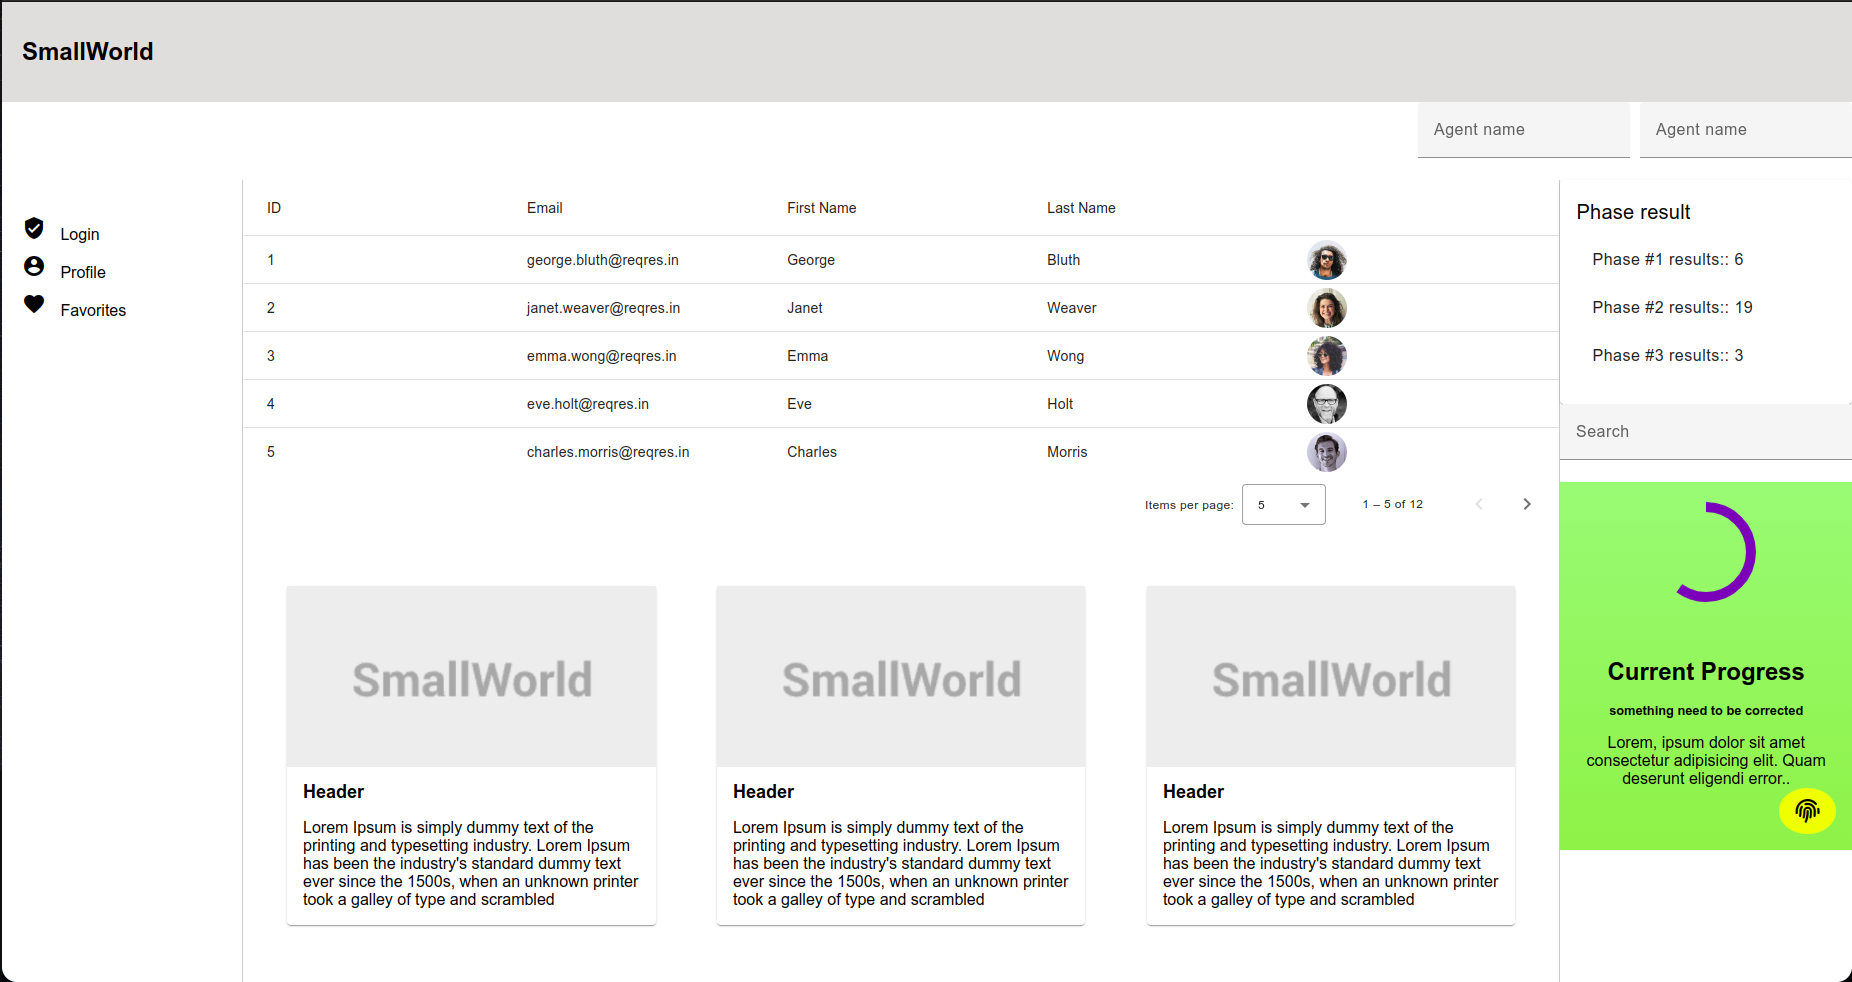 SmallWorld
Agent name
Agent name
Login
Profile
Favorites
ID Email First Name Last Name
1 george.bluth@reqres.in George Bluth
2 janet.weaver@reqres.in Janet Weaver
3 emma.wong@reqres.in Emma Wong
4 eve.holt@reqres.in Eve Holt
5 charles.morris@reqres.in Charles Morris
Items per page: 5 1 – 5 of 12
SmallWorld
Header
Lorem Ipsum is simply dummy text of the
printing and typesetting industry. Lorem Ipsum
has been the industry's standard dummy text
ever since the 1500s, when an unknown printer
took a galley of type and scrambled
SmallWorld
Header
Lorem Ipsum is simply dummy text of the
printing and typesetting industry. Lorem Ipsum
has been the industry's standard dummy text
ever since the 1500s, when an unknown printer
took a galley of type and scrambled
SmallWorld
Header
Lorem Ipsum is simply dummy text of the
printing and typesetting industry. Lorem Ipsum
has been the industry's standard dummy text
ever since the 1500s, when an unknown printer
took a galley of type and scrambled
Phase result
Phase #1 results:: 6
Phase #2 results:: 19
Phase #3 results:: 3
Search
Current Progress
something need to be corrected
Lorem, ipsum dolor sit amet
consectetur adipisicing elit. Quam
deserunt eligendi error..